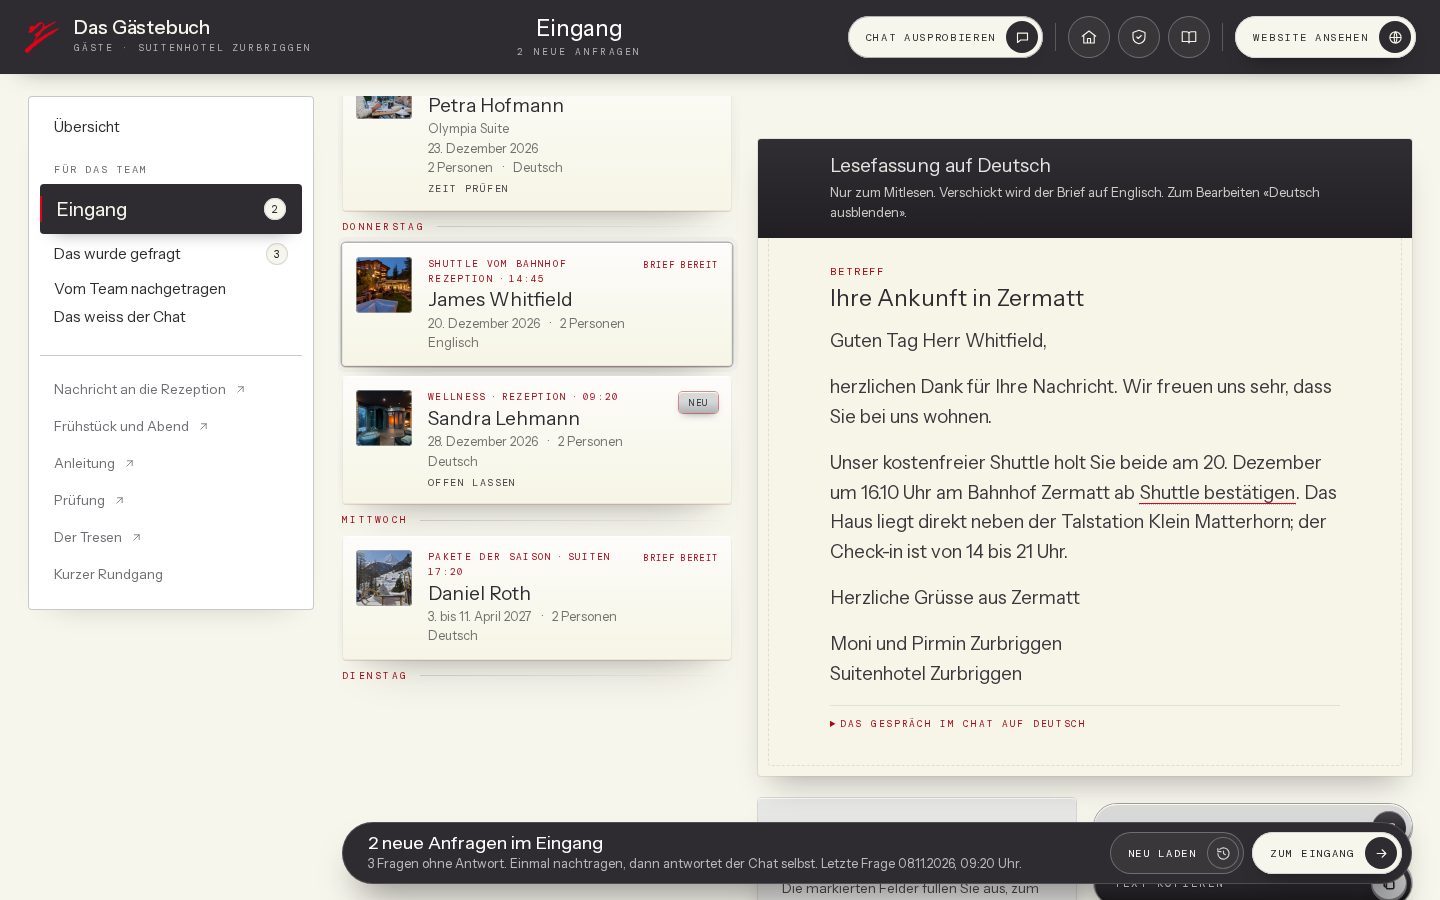 Das Gästebuch
GÄSTE · SUITENHOTEL ZURBRIGGEN
Eingang
2 NEUE ANFRAGEN
CHAT AUSPROBIEREN
WEBSITE ANSEHEN
Übersicht
FÜR DAS TEAM
Eingang
2
Das wurde gefragt
3
Vom Team nachgetragen
Das weiss der Chat
Nachricht an die Rezeption
Frühstück und Abend
Anleitung
Prüfung
Der Tresen
Kurzer Rundgang
Petra Hofmann
Olympia Suite
23. Dezember 2026
2 Personen · Deutsch
ZEIT PRÜFEN
DONNERSTAG
SHUTTLE VOM BAHNHOF
REZEPTION · 14:45
BRIEF BEREIT
James Whitfield
20. Dezember 2026 · 2 Personen
Englisch
WELLNESS · REZEPTION · 09:20
NEU
Sandra Lehmann
28. Dezember 2026 · 2 Personen
Deutsch
OFFEN LASSEN
MITTWOCH
PAKETE DER SAISON · SUITEN
17:20
BRIEF BEREIT
Daniel Roth
3. bis 11. April 2027 · 2 Personen
Deutsch
DIENSTAG
Lesefassung auf Deutsch
Nur zum Mitlesen. Verschickt wird der Brief auf Englisch. Zum Bearbeiten «Deutsch
ausblenden».
BETREFF
Ihre Ankunft in Zermatt
Guten Tag Herr Whitfield,
herzlichen Dank für Ihre Nachricht. Wir freuen uns sehr, dass
Sie bei uns wohnen.
Unser kostenfreier Shuttle holt Sie beide am 20. Dezember
um 16.10 Uhr am Bahnhof Zermatt ab Shuttle bestätigen. Das
Haus liegt direkt neben der Talstation Klein Matterhorn; der
Check-in ist von 14 bis 21 Uhr.
Herzliche Grüsse aus Zermatt
Moni und Pirmin Zurbriggen
Suitenhotel Zurbriggen
DAS GESPRÄCH IM CHAT AUF DEUTSCH
2 neue Anfragen im Eingang
3 Fragen ohne Antwort. Einmal nachtragen, dann antwortet der Chat selbst. Letzte Frage 08.11.2026, 09:20 Uhr.
NEU LADEN
ZUM EINGANG
Die markierten Felder füllen Sie aus, zum
TEXT KOPIEREN